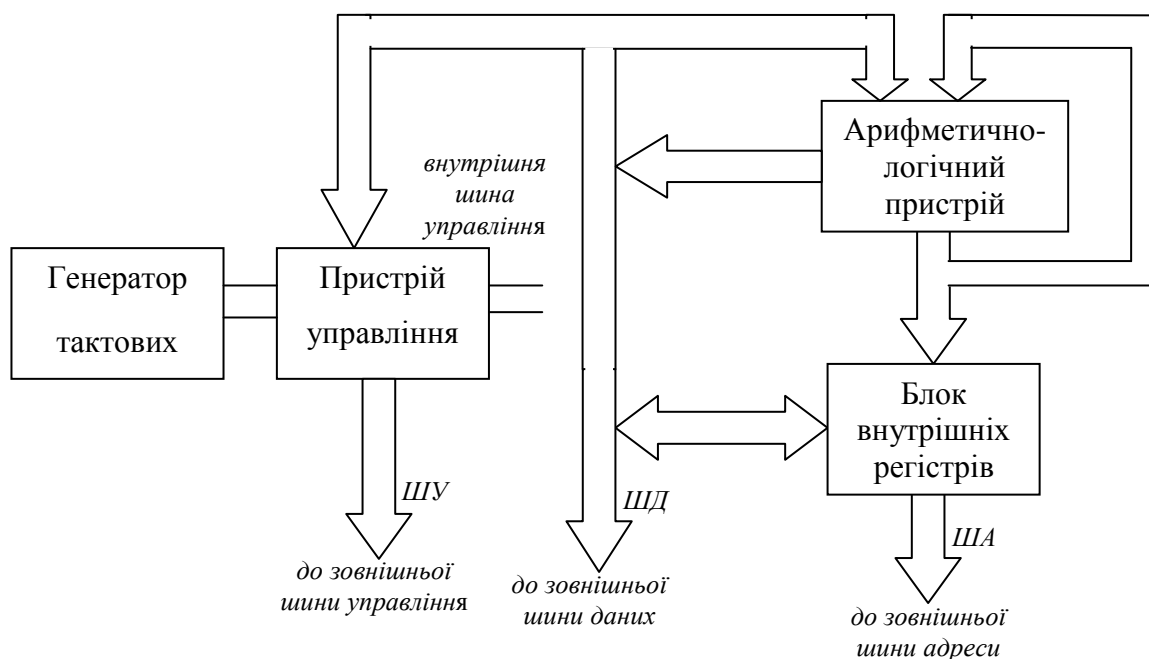 Арифметично-
логічний
пристрій
внутрішня
шина
управління
Генератор
тактових
Пристрій
управління
Блок
внутрішніх
регістрів
ШУ
ШД
ША
до зовнішньої
шини управління
до зовнішньої
шини даних
до зовнішньої
шини адреси